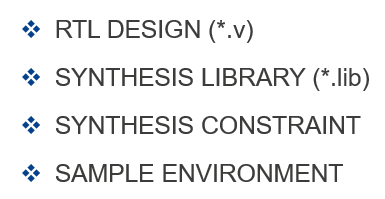 ❖ RTL DESIGN (*.v)
❖ SYNTHESIS LIBRARY (*.lib)
❖ SYNTHESIS CONSTRAINT
❖ SAMPLE ENVIRONMENT